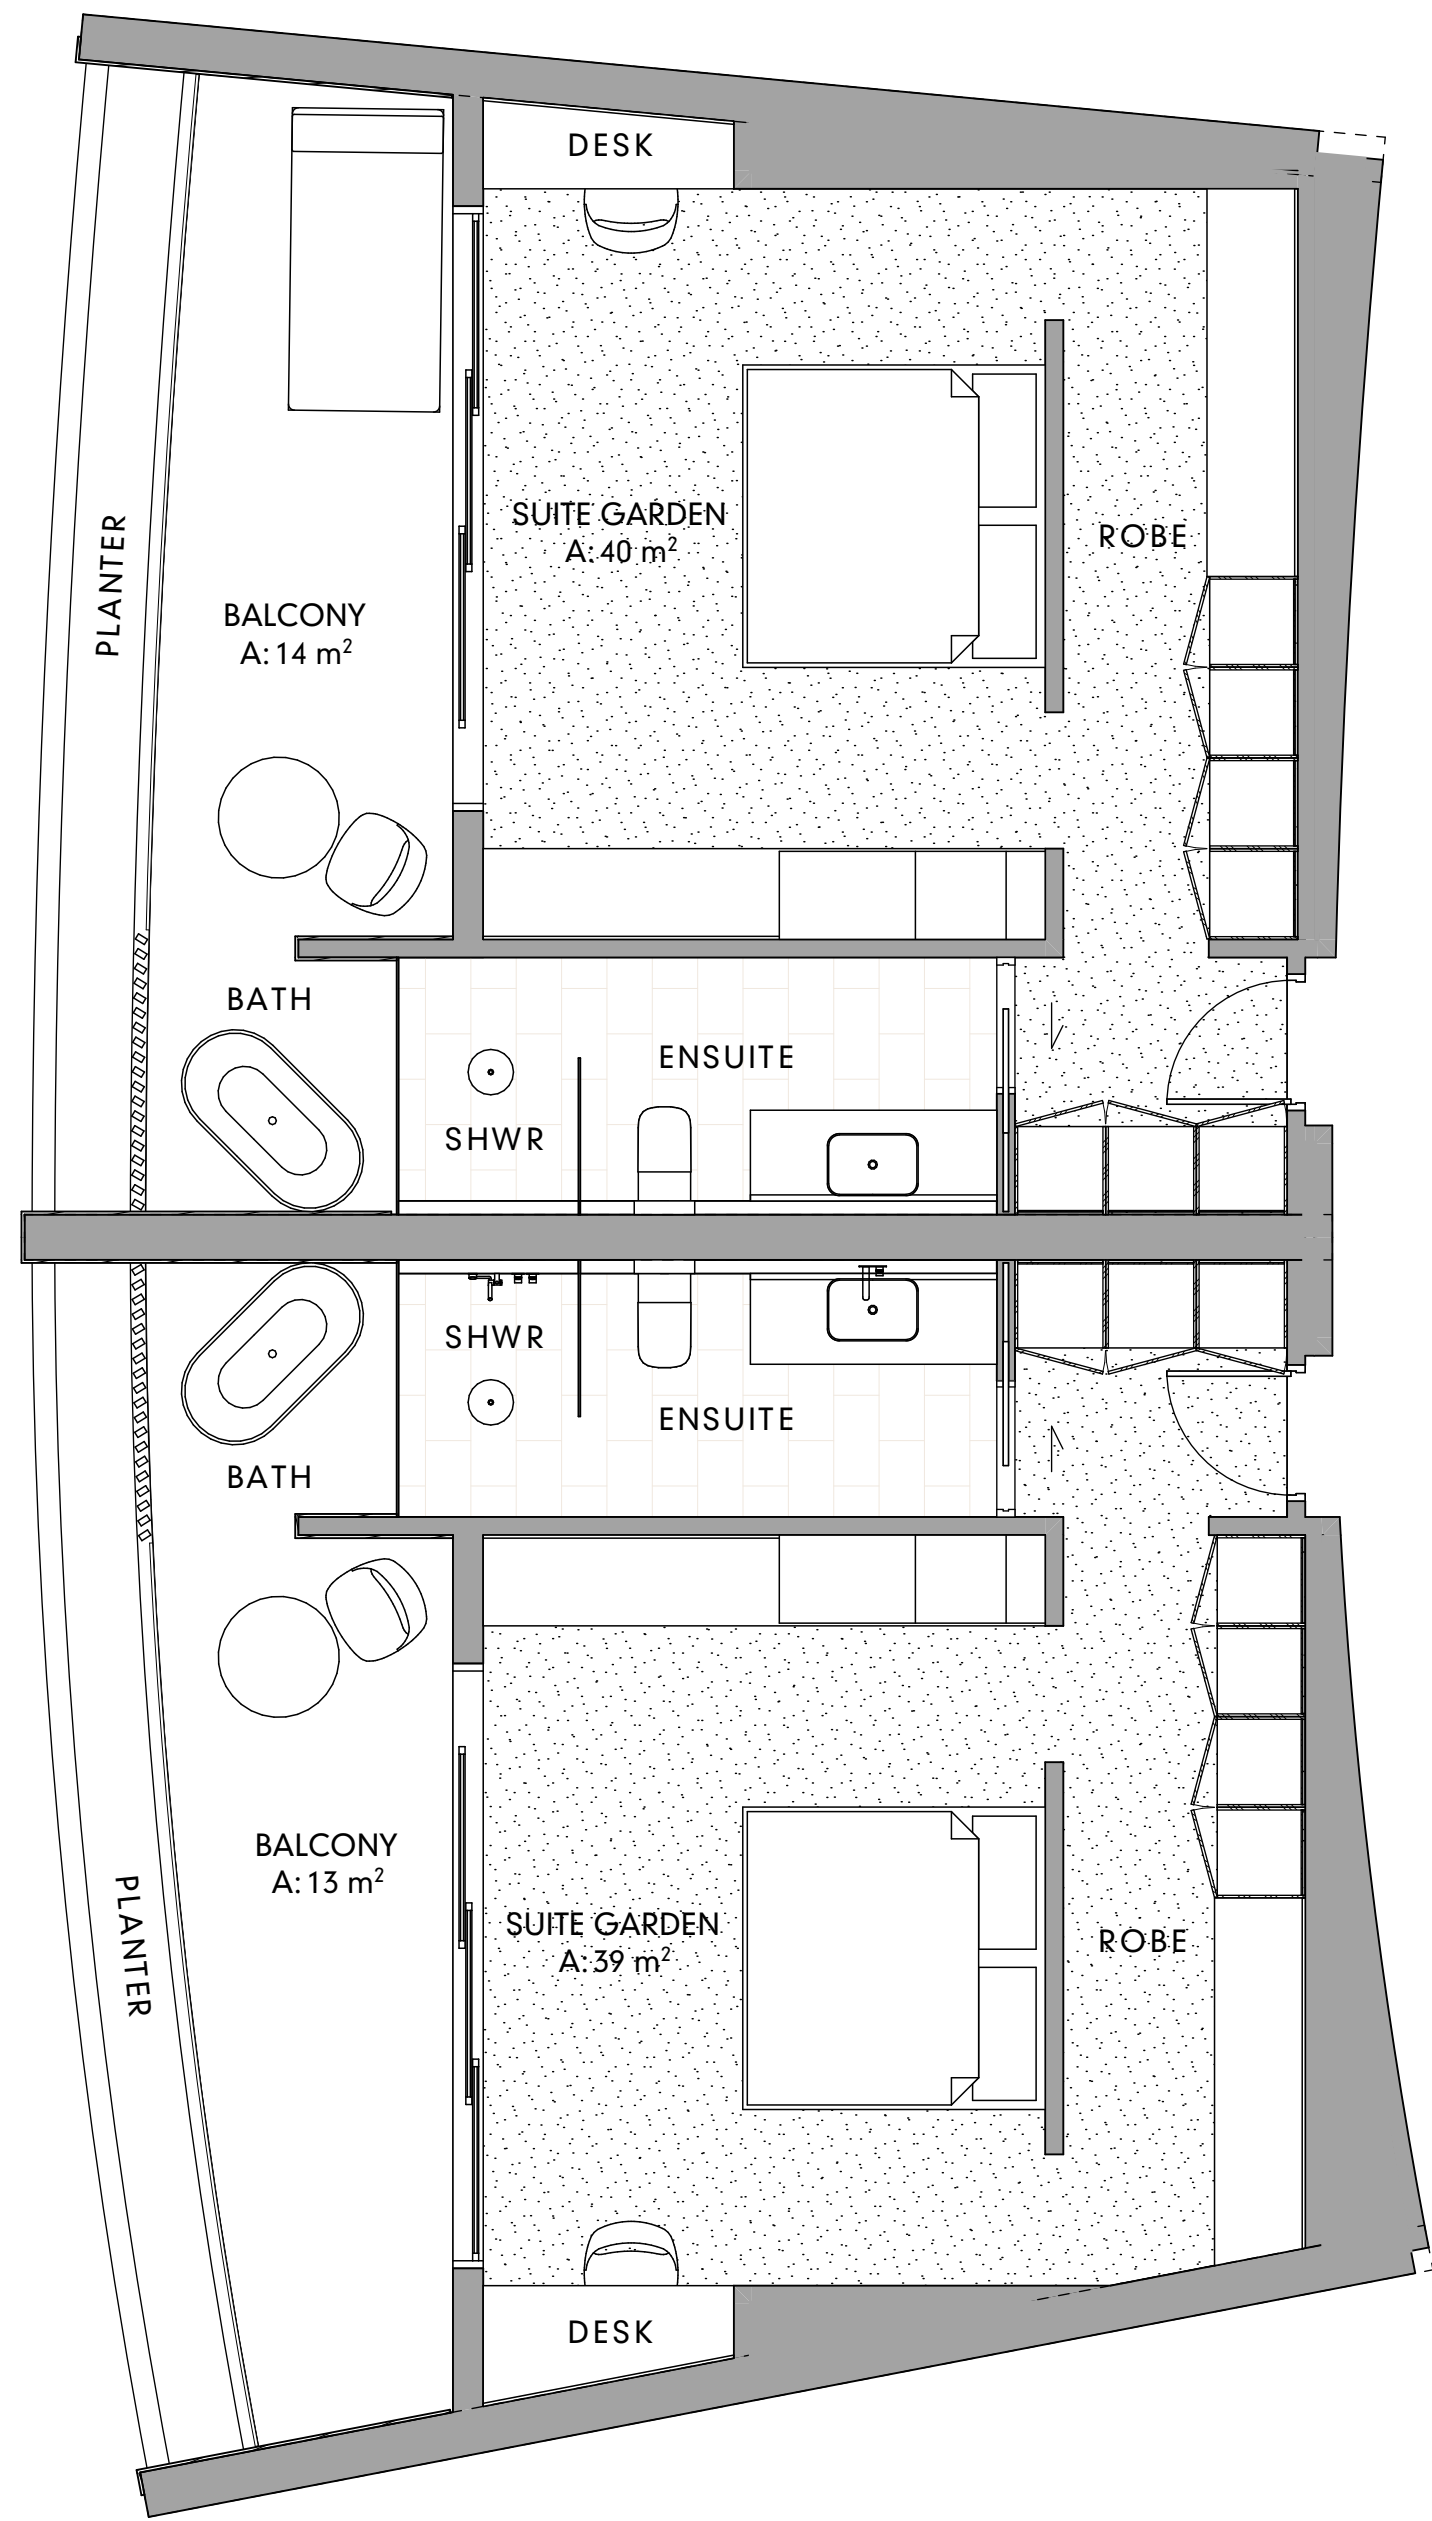 DESK
SUITE GARDEN
A: 40 m²
ROBE
PLANTER
BALCONY
A: 14 m²
BATH
ENSUITE
SHWR
SHWR
ENSUITE
BATH
BALCONY
A: 13 m²
PLANTER
SUITE GARDEN
A: 39 m²
ROBE
DESK